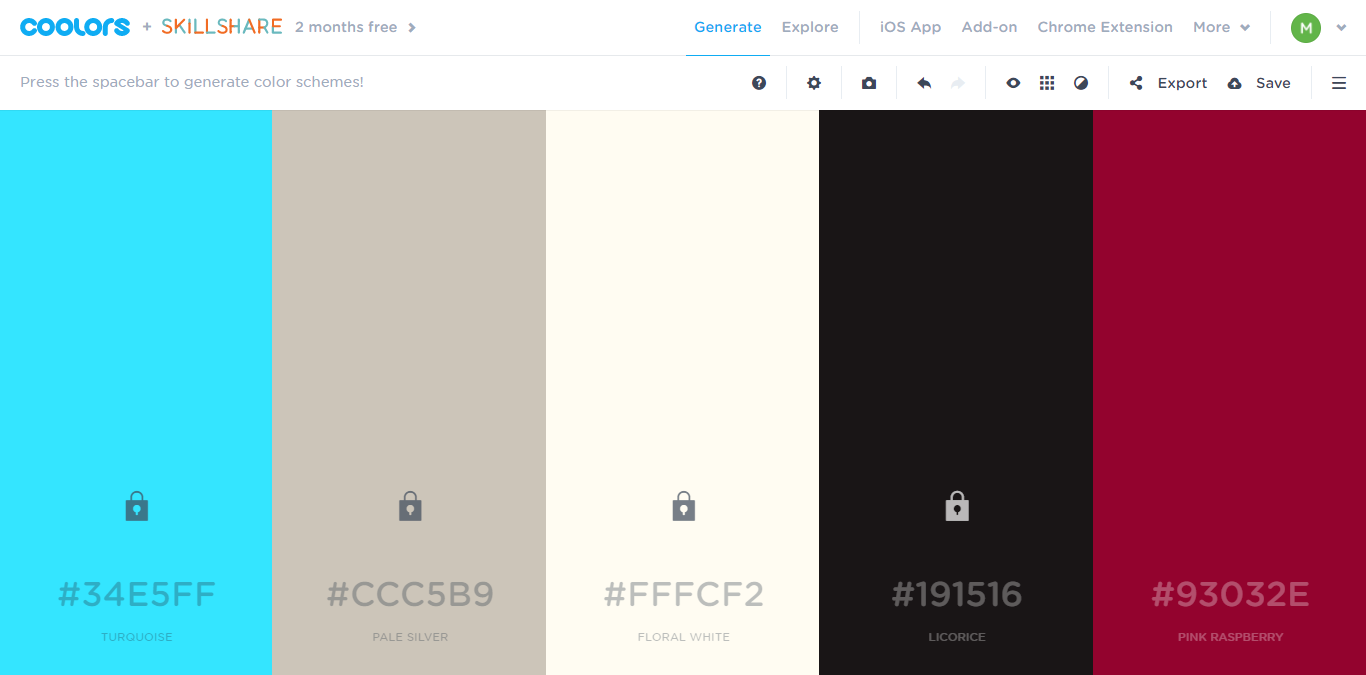 coolors + SKILLSHARE 2 months free
Generate Explore iOS App Add-on Chrome Extension More M
Press the spacebar to generate color schemes!
? Export Save
#34E5FF #CCC5B9 #FFFCF2 #191516 #93032E
TURQUOISE PALE SILVER FLORAL WHITE LICORICE PINK RASPBERRY